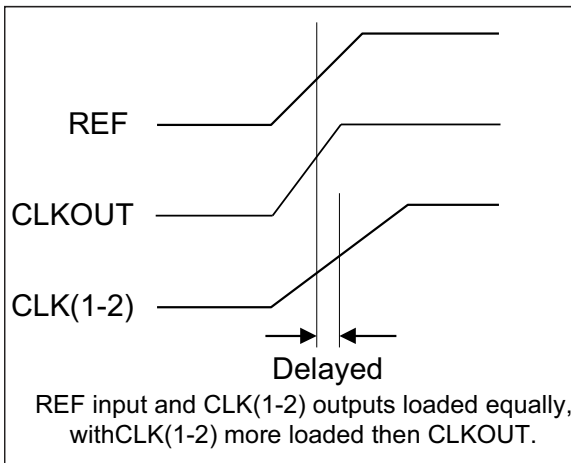 REF
CLKOUT
CLK(1-2)
Delayed
REF input and CLK(1-2) outputs loaded equally,
withCLK(1-2) more loaded then CLKOUT.